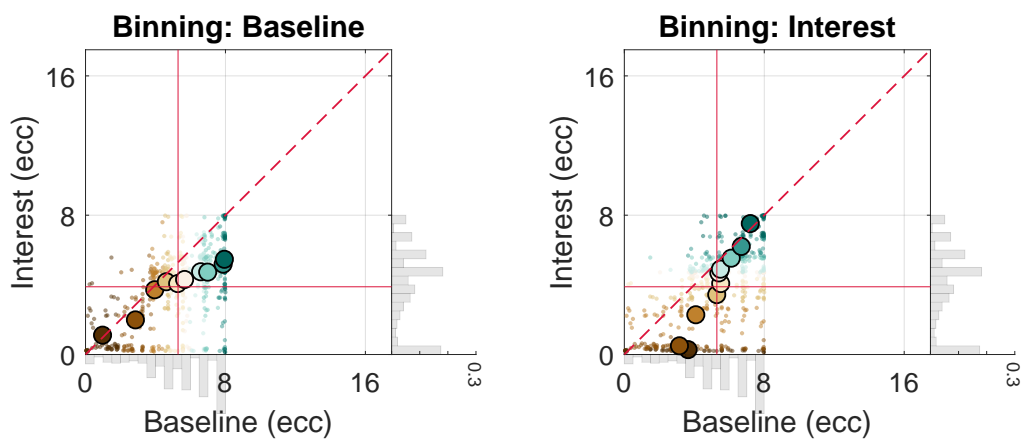 Binning: Baseline
Interest (ecc)
16
8
0
0
8
16
0.3
Baseline (ecc)
Binning: Interest
Interest (ecc)
16
8
0
0
8
16
0.3
Baseline (ecc)